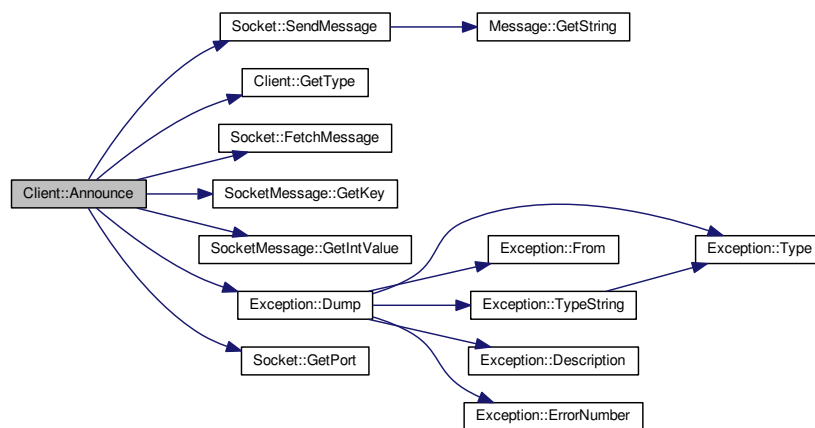 Socket::SendMessage
Message::GetString
Client::GetType
Socket::FetchMessage
Client::Announce
SocketMessage::GetKey
SocketMessage::GetIntValue
Exception::From
Exception::Type
Exception::Dump
Exception::TypeString
Socket::GetPort
Exception::Description
Exception::ErrorNumber